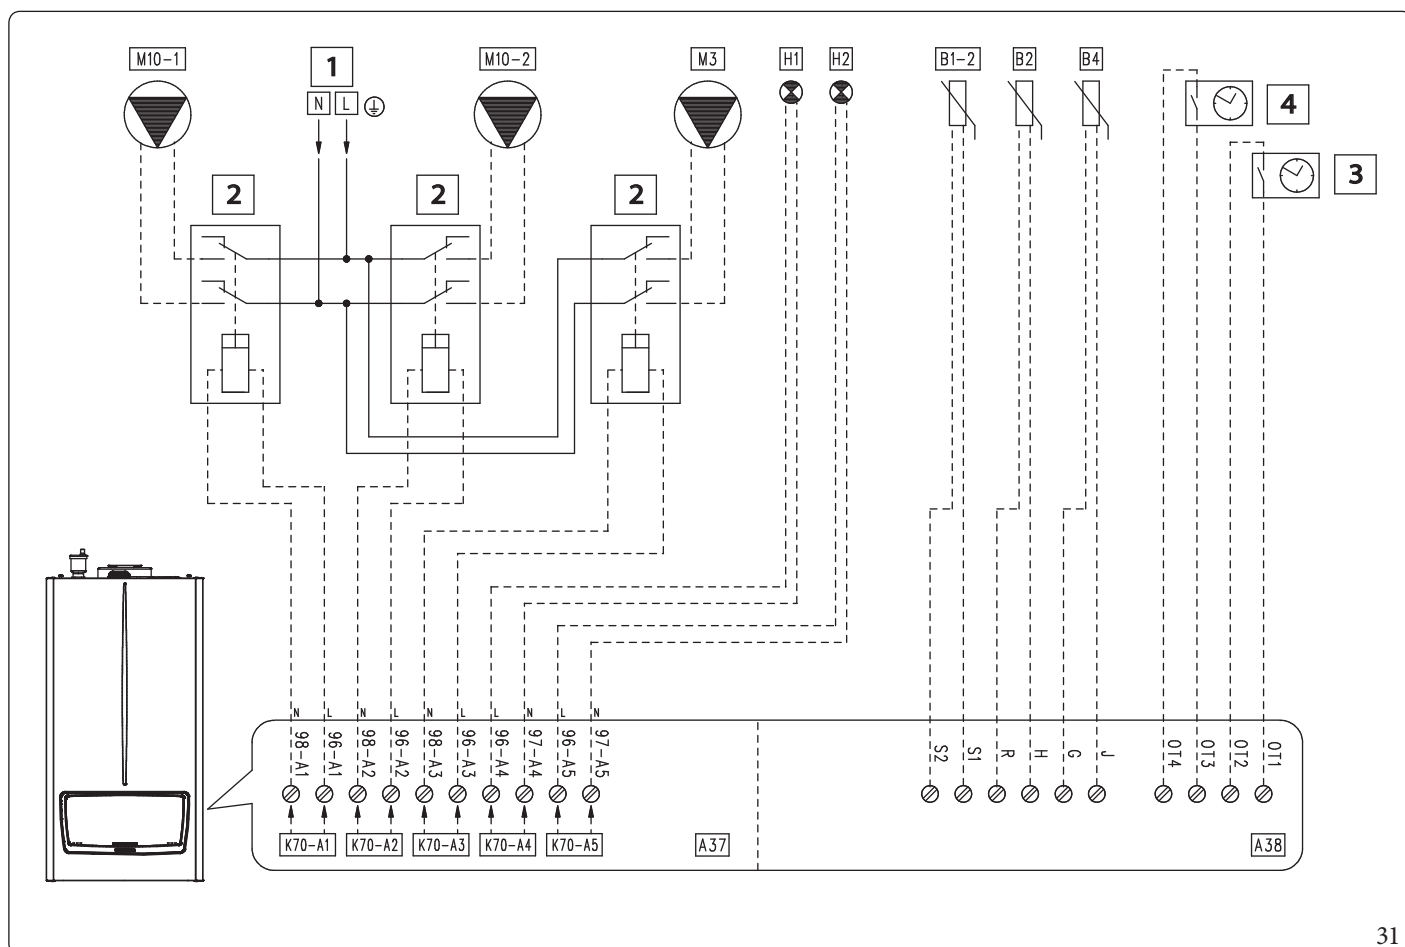 M10-1 1 M10-2 M3 H1 H2 B1-2 B2 B4
N L 4
3
2 2 2
N L N L N L L N L N
98-A1 96-A1 98-A2 96-A2 98-A3 96-A3 96-A4 97-A4 96-A5 97-A5 S2 S1 R H G J OT4 OT3 OT2 OT1
K70-A1 K70-A2 K70-A3 K70-A4 K70-A5 A37 A38
31